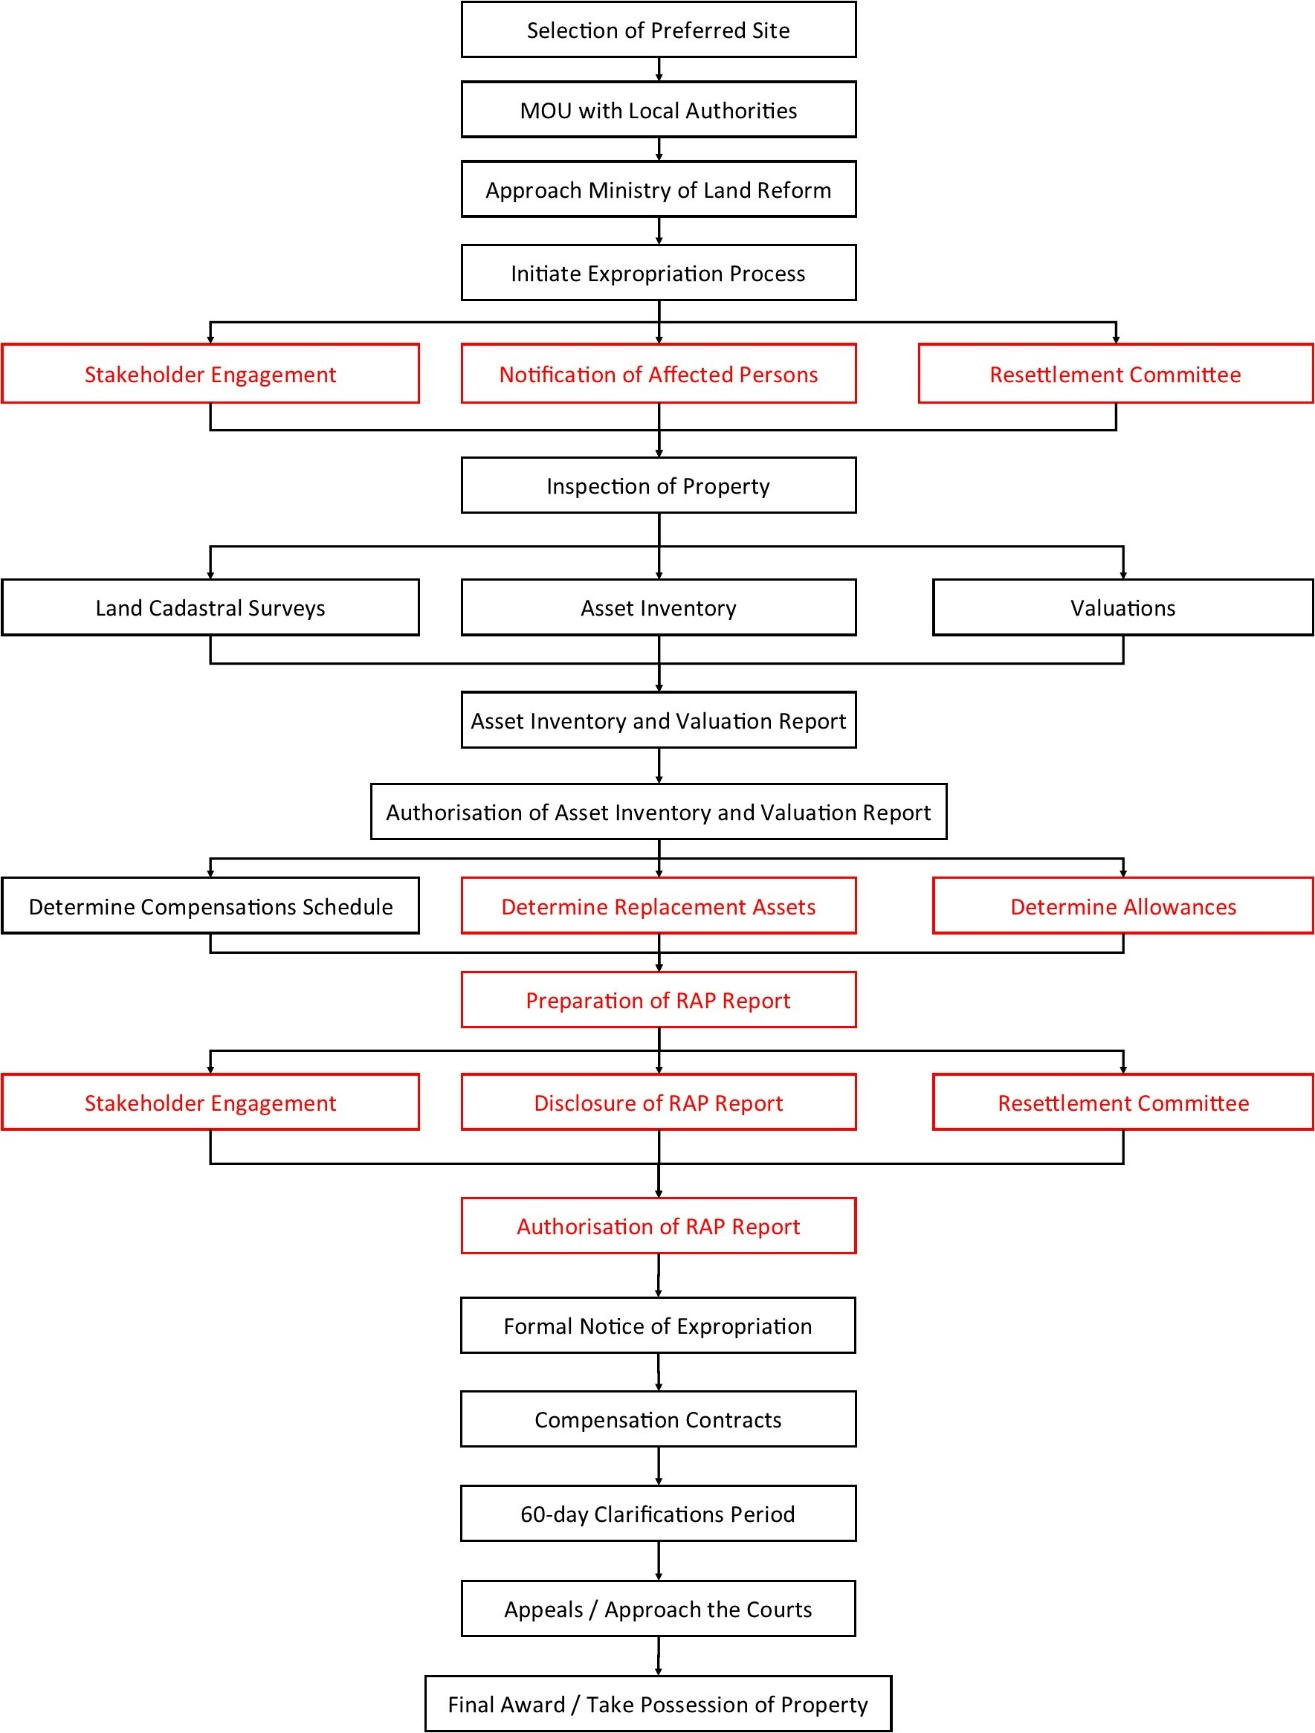 Selection of Preferred Site
MOU with Local Authorities
Approach Ministry of Land Reform
Initiate Expropriation Process
Stakeholder Engagement
Notification of Affected Persons
Resettlement Committee
Inspection of Property
Land Cadastral Surveys
Asset Inventory
Valuations
Asset Inventory and Valuation Report
Authorisation of Asset Inventory and Valuation Report
Determine Compensations Schedule
Determine Replacement Assets
Determine Allowances
Preparation of RAP Report
Stakeholder Engagement
Disclosure of RAP Report
Resettlement Committee
Authorisation of RAP Report
Formal Notice of Expropriation
Compensation Contracts
60-day Clarifications Period
Appeals / Approach the Courts
Final Award / Take Possession of Property